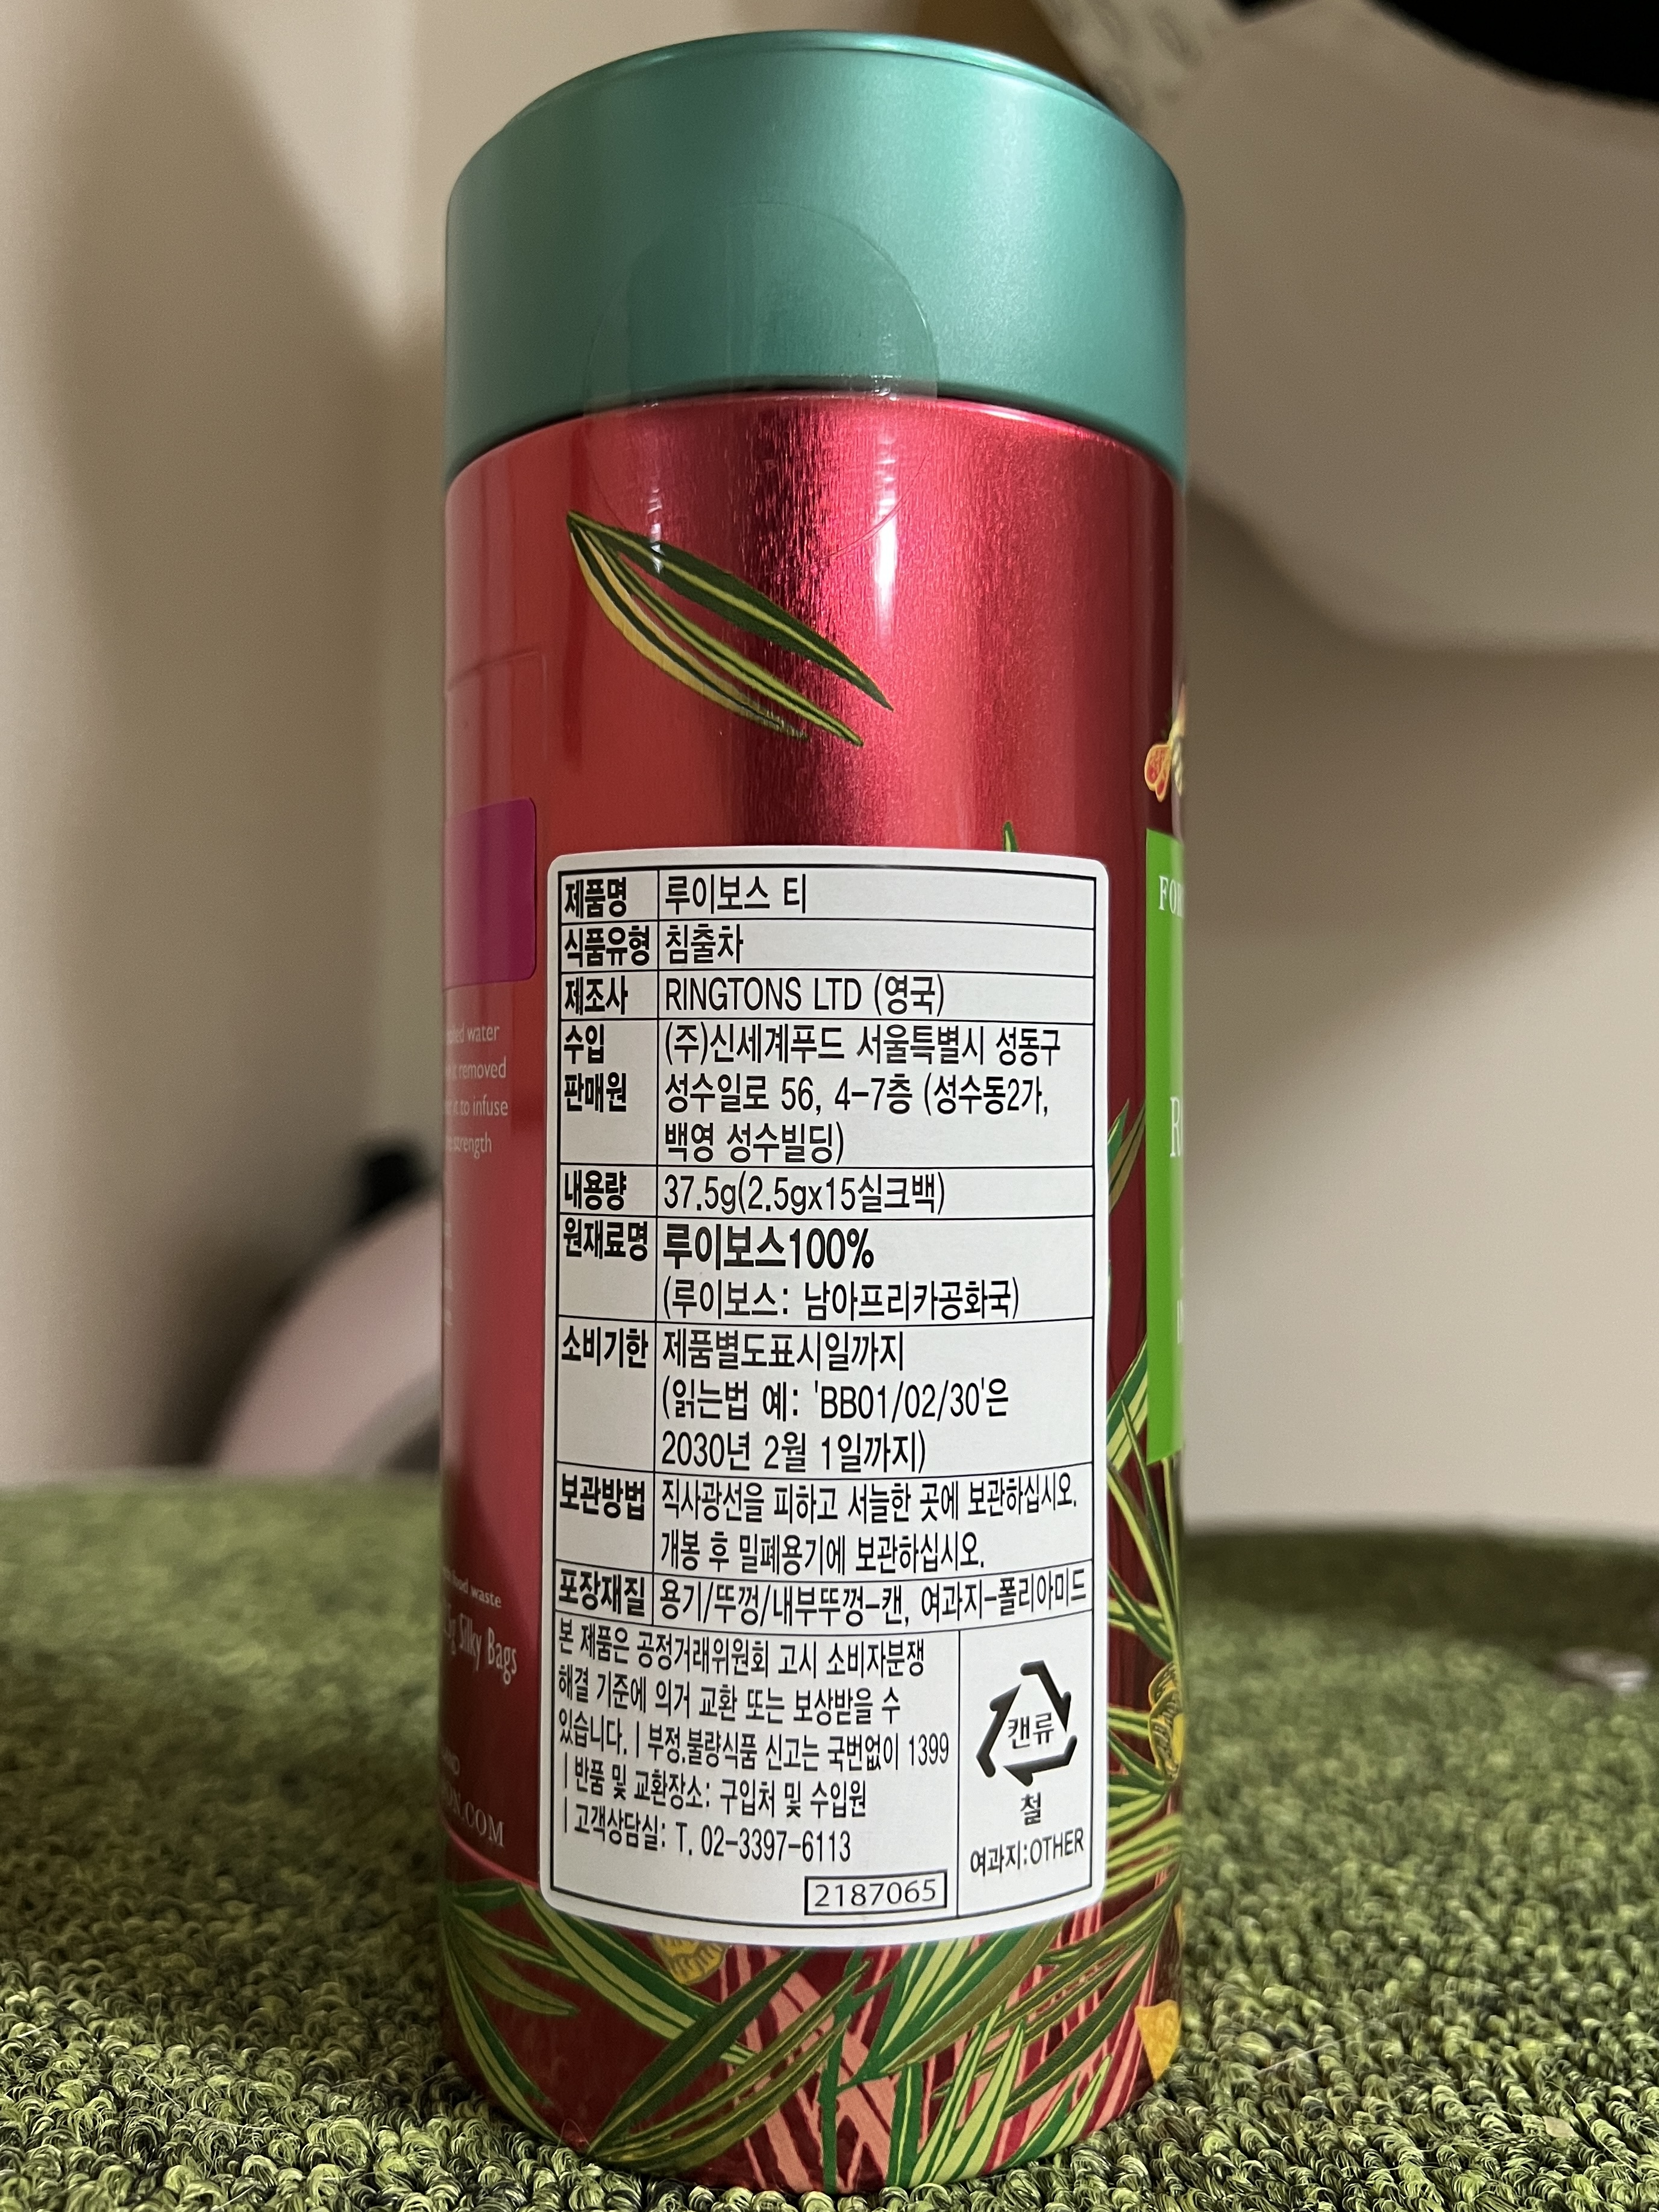 제품명 루이보스 티
식품유형 침출차
제조사 RINGTONS LTD (영국)
수입 (주)신세계푸드 서울특별시 성동구
판매원 성수일로 56, 4-7층 (성수동2가,
백영 성수빌딩)
내용량 37.5g(2.5gx15실크백)
원재료명 루이보스100%
(루이보스: 남아프리카공화국)
소비기한 제품별도표시일까지
(읽는법 예: 'BB01/02/30'은
2030년 2월 1일까지)
보관방법 직사광선을 피하고 서늘한 곳에 보관하십시오.
개봉 후 밀폐용기에 보관하십시오.
포장재질 용기/뚜껑/내부뚜껑-캔, 여과지-폴리아미드
본 제품은 공정거래위원회 고시 소비자분쟁
해결 기준에 의거 교환 또는 보상받을 수
있습니다. | 부정.불량식품 신고는 국번없이 1399
| 반품 및 교환장소: 구입처 및 수입원
| 고객상담실: T. 02-3397-6113
2187065
캔류
철
여과지:OTHER
water
removed
to infuse
strength
food waste
Silky Bags
.COM